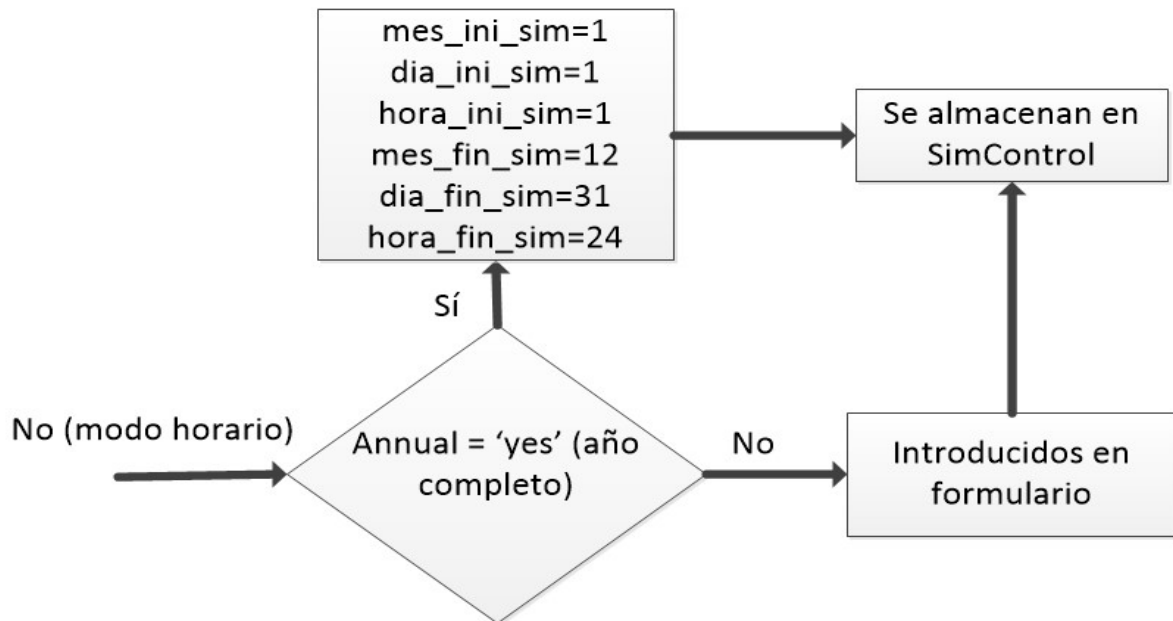 mes_ini_sim=1
dia_ini_sim=1
hora_ini_sim=1
mes_fin_sim=12
dia_fin_sim=31
hora_fin_sim=24
Se almacenan en
SimControl
Sí
No (modo horario)
Annual = ‘yes’ (año
completo)
No
Introducidos en
formulario